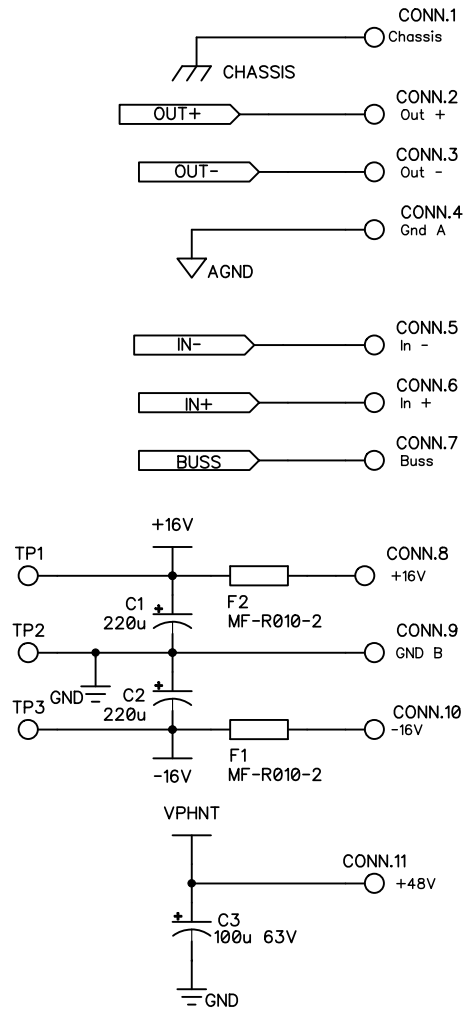 CONN.1
Chassis
CHASSIS
CONN.2
OUT+
Out +
CONN.3
OUT-
Out -
CONN.4
Gnd A
AGND
CONN.5
IN-
In -
CONN.6
IN+
In +
CONN.7
BUSS
Buss
+16V
TP1
CONN.8
+16V
C1
220u
F2
MF-R010-2
TP2
CONN.9
GND B
GND
C2
220u
TP3
CONN.10
-16V
F1
MF-R010-2
-16V
VPHNT
CONN.11
+48V
C3
100u 63V
GND